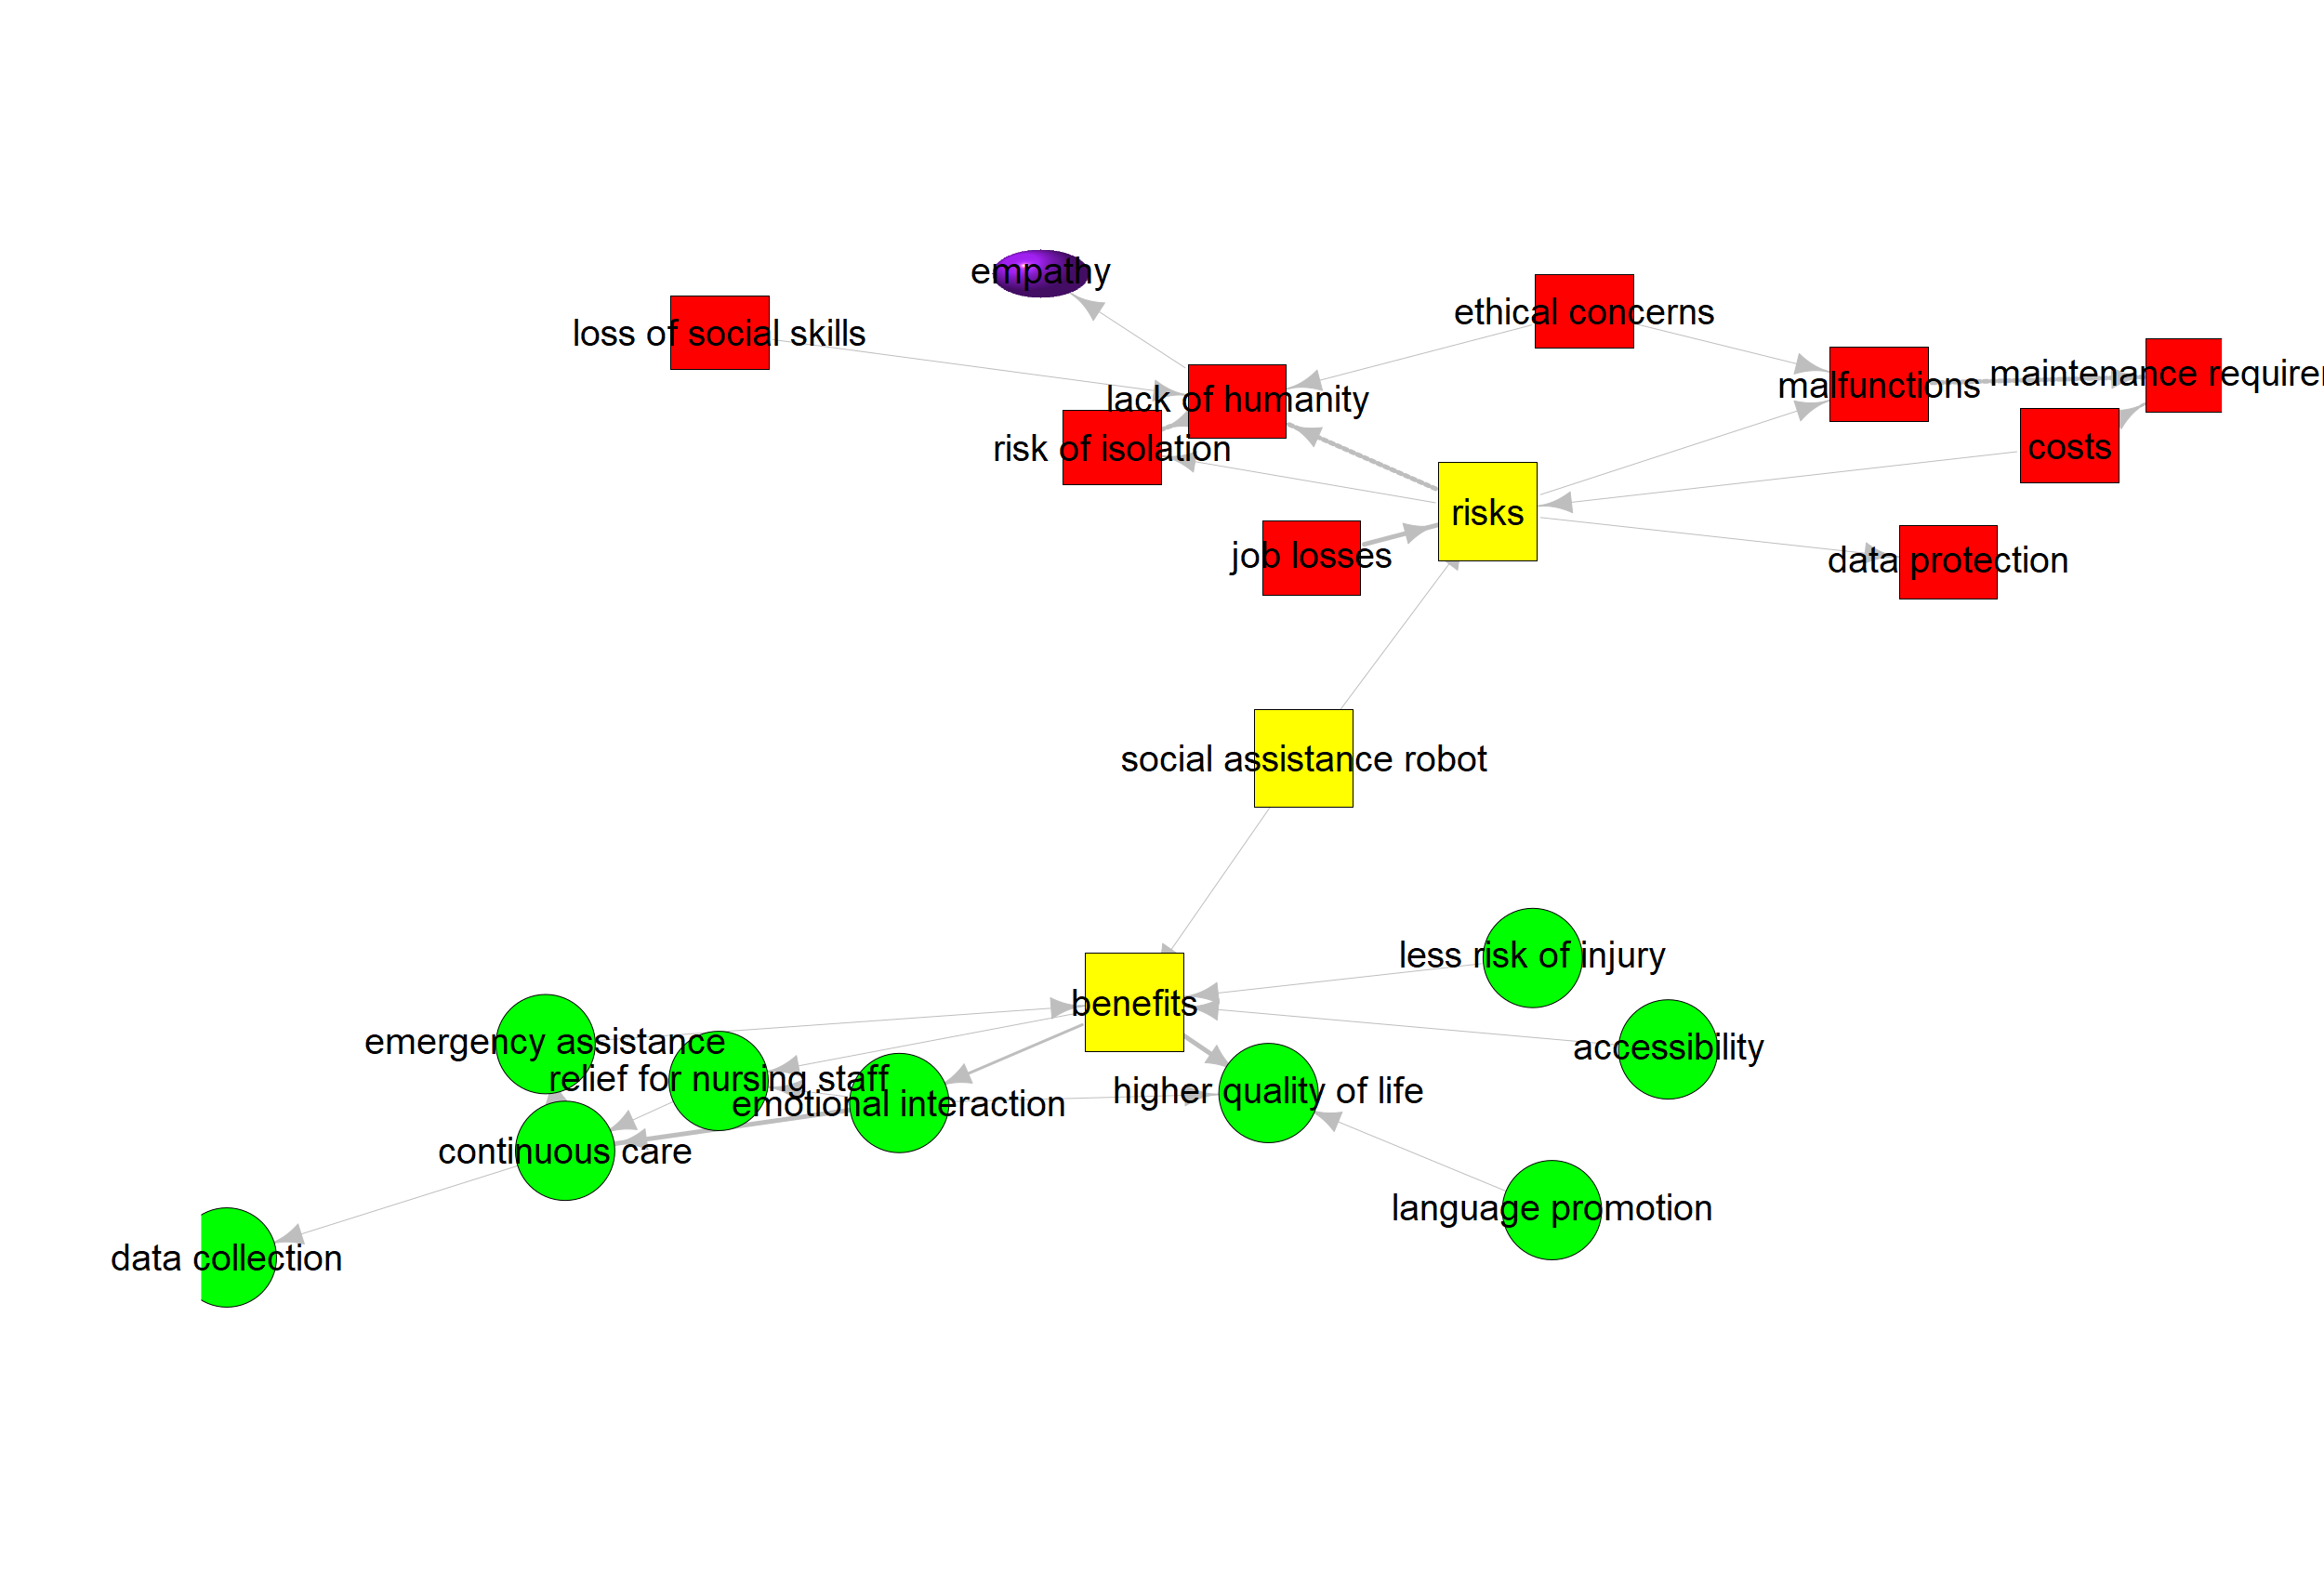 empathy
ethical concerns
loss of social skills
maintenance requirer
malfunctions
lack of humanity
risk of isolation
costs
risks
job losses
data protection
social assistance robot
less risk of injury
benefits
emergency assistance
accessibility
relief for nursing staff
higher quality of life
emotional interaction
continuous care
language promotion
data collection